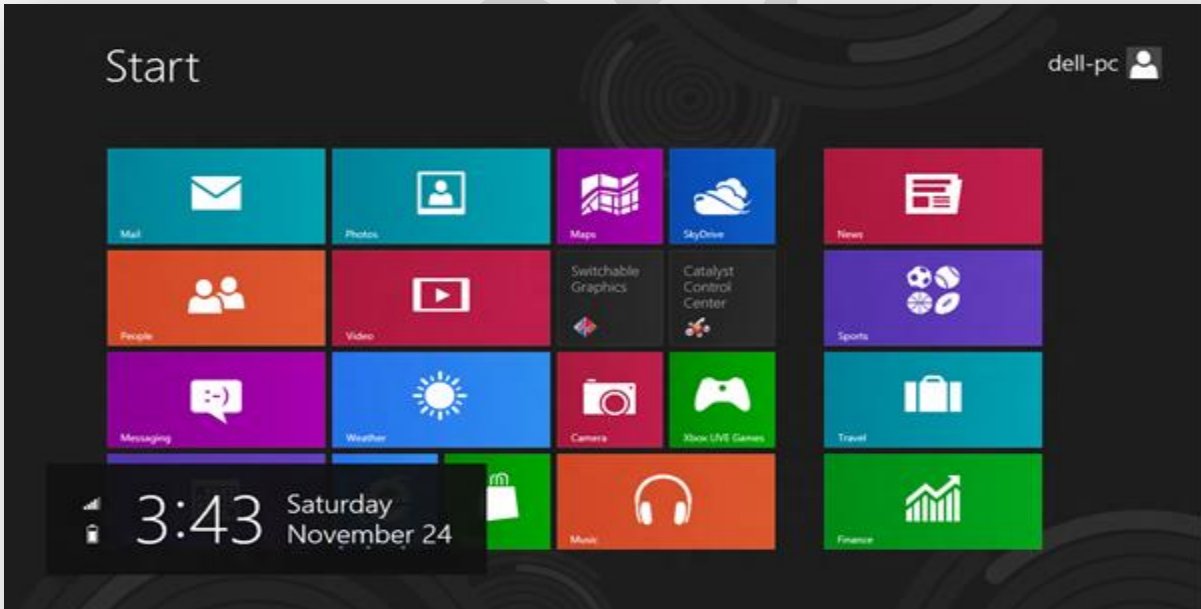 Start
dell-pc
Mail
Photos
Maps
SkyDrive
News
Switchable
Graphics
Catalyst
Control
Center
People
Video
Sports
:-)
Messaging
Weather
Camera
Xbox LIVE Games
Travel
3:43
Saturday
November 24
Music
Finance